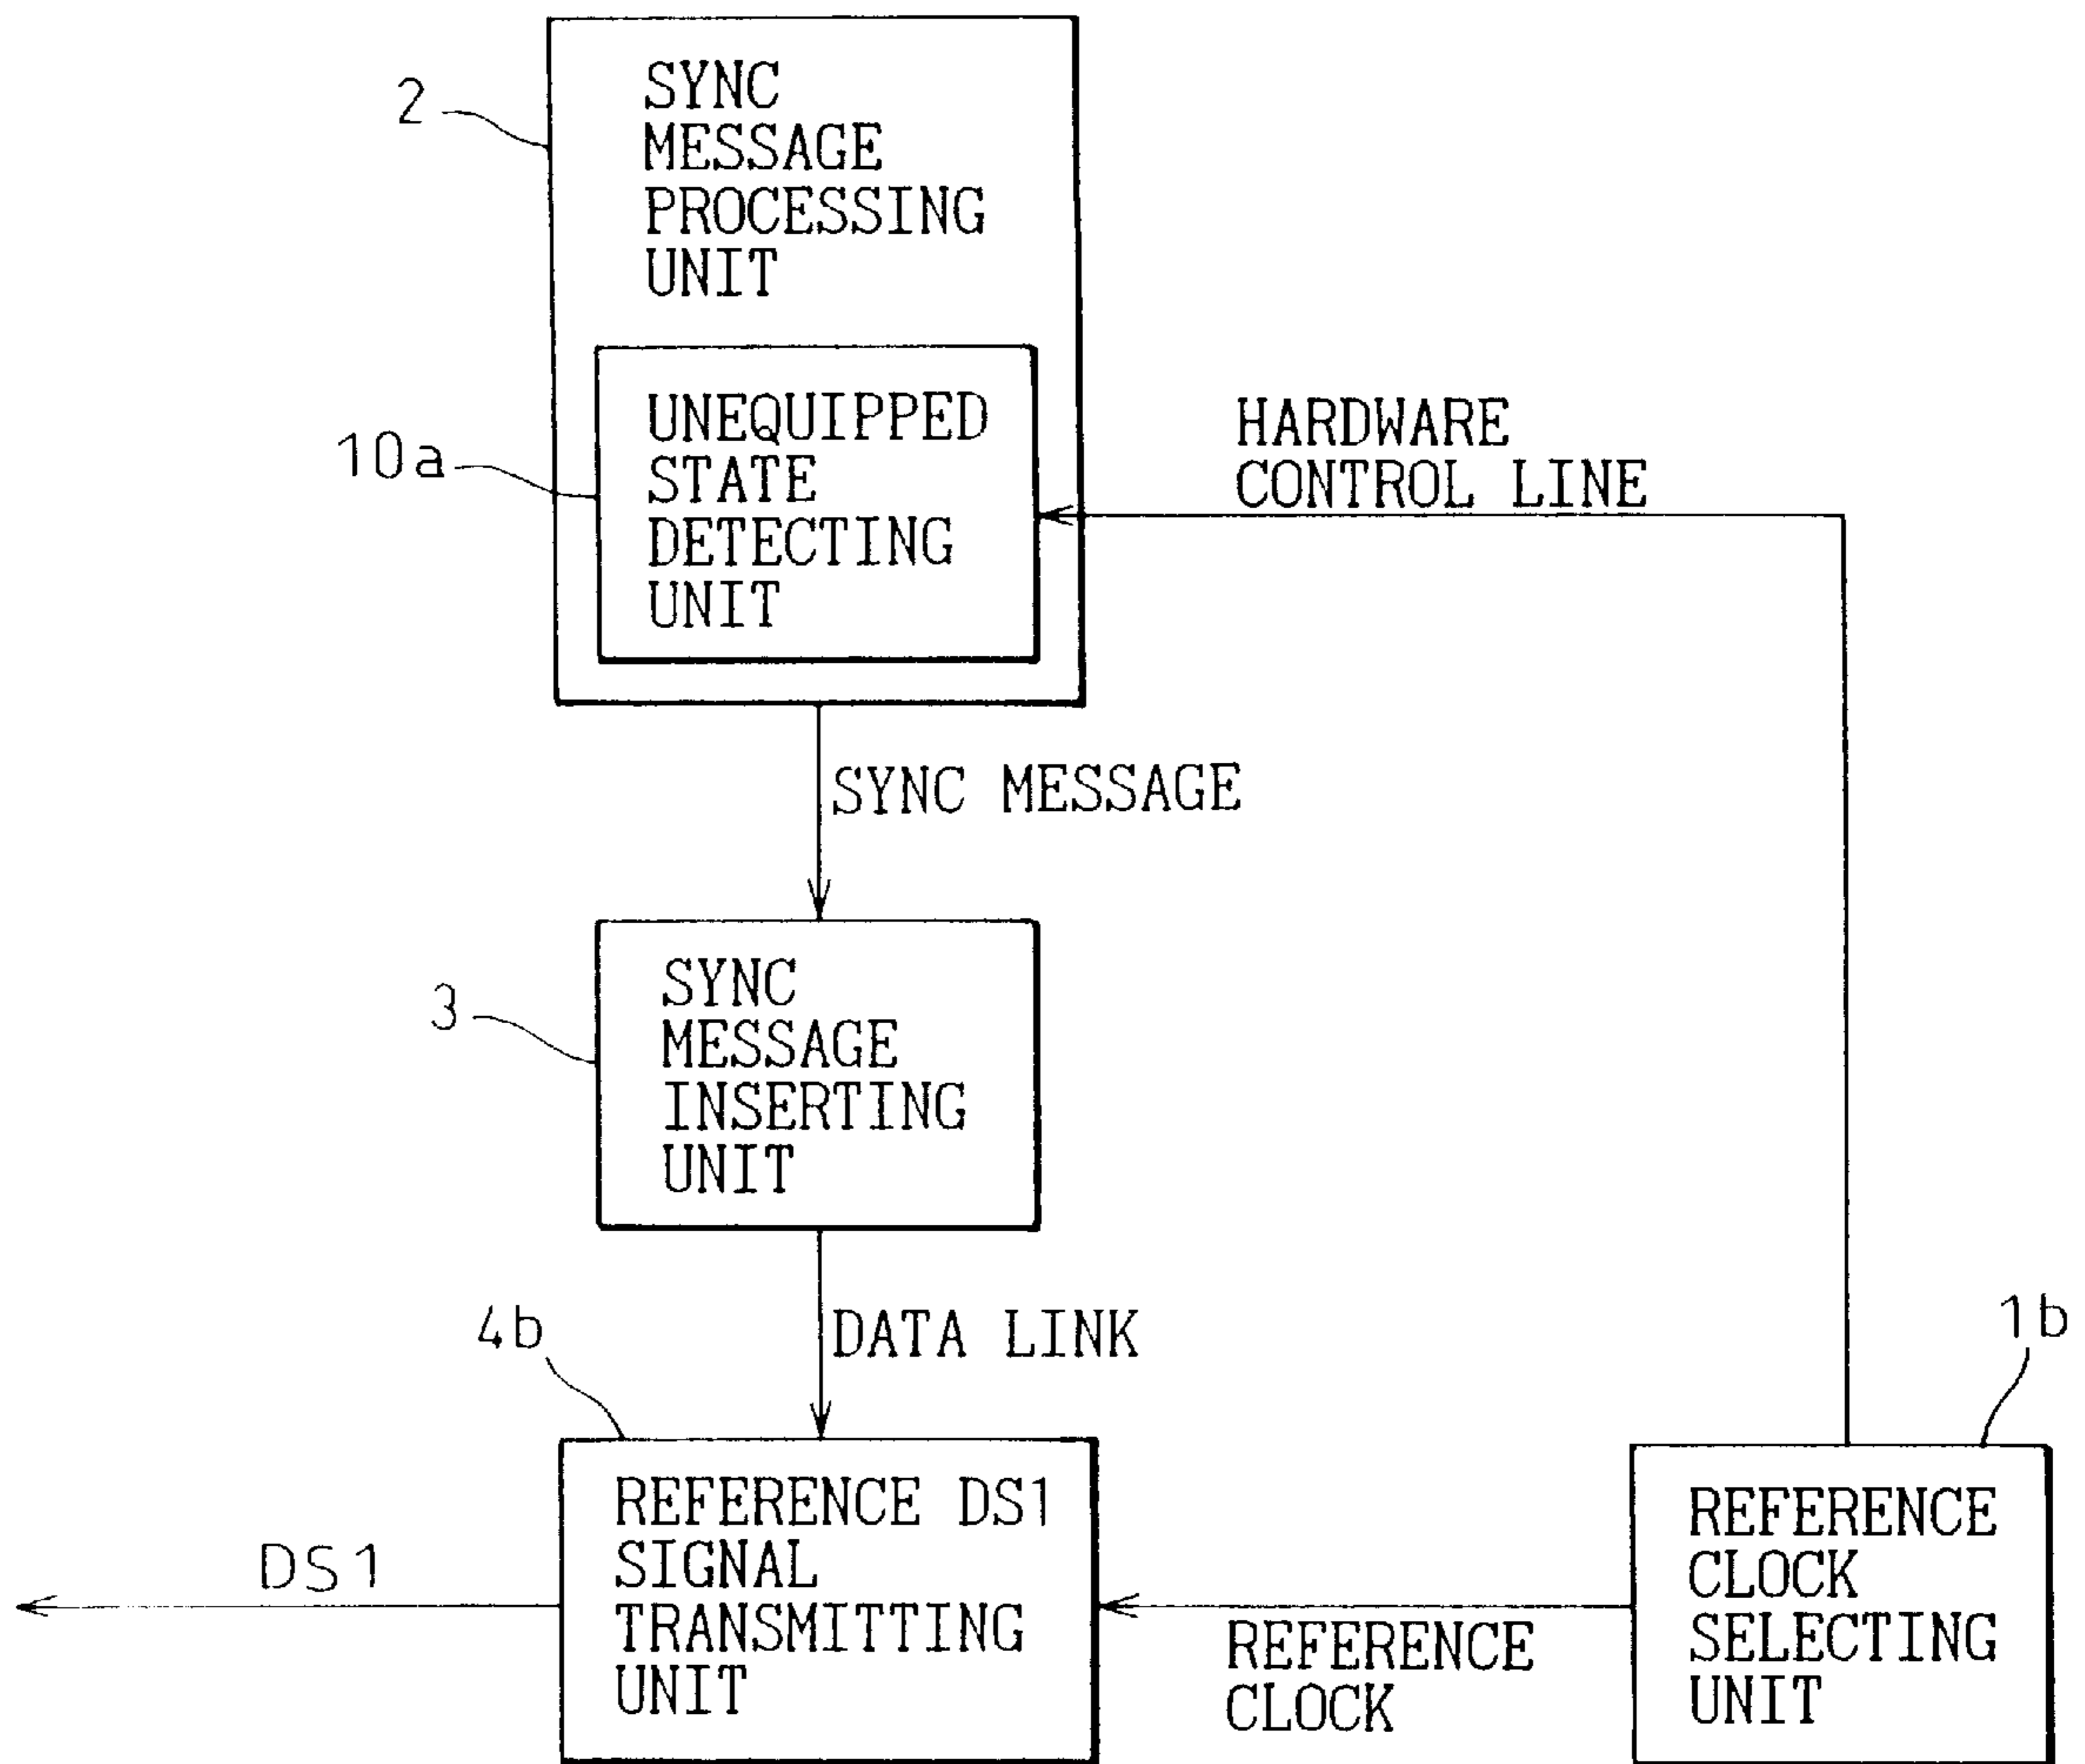 2
SYNC
MESSAGE
PROCESSING
UNIT
10a
UNEQUIPPED
STATE
DETECTING
UNIT
HARDWARE
CONTROL LINE
SYNC MESSAGE
3
SYNC
MESSAGE
INSERTING
UNIT
DATA LINK
4b
1b
REFERENCE DS1
SIGNAL
TRANSMITTING
UNIT
DS1
REFERENCE
CLOCK
REFERENCE
CLOCK
SELECTING
UNIT